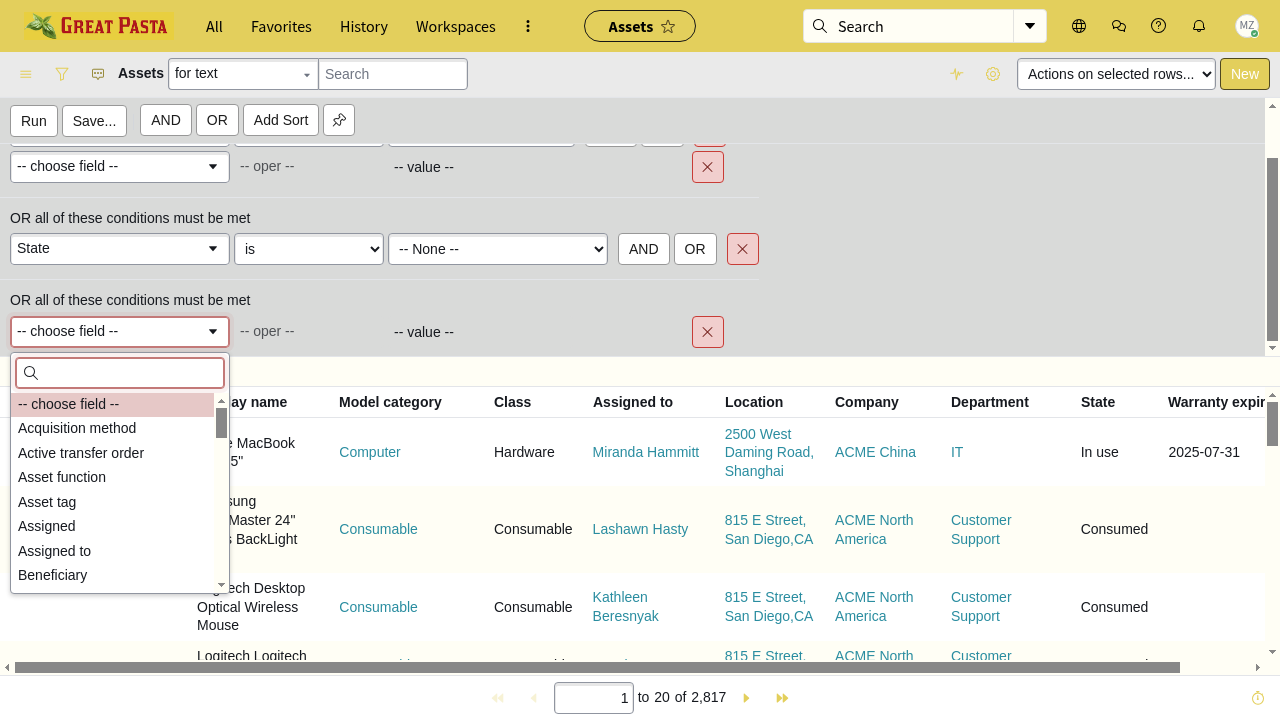 GREAT PASTA
All
Favorites
History
Workspaces
Assets
Search
MZ
Assets
for text
Search
Actions on selected rows...
New
Run
Save...
AND
OR
Add Sort
-- choose field --
-- oper --
-- value --
OR all of these conditions must be met
State
is
-- None --
AND
OR
OR all of these conditions must be met
-- choose field --
-- oper --
-- value --
-- choose field --
Acquisition method
Active transfer order
Asset function
Asset tag
Assigned
Assigned to
Beneficiary
name
Model category
Class
Assigned to
Location
Company
Department
State
Warranty expir
MacBook
Computer
Hardware
Miranda Hammitt
2500 West
Daming Road,
Shanghai
ACME China
IT
In use
2025-07-31
Master 24"
BackLight
Consumable
Consumable
Lashawn Hasty
815 E Street,
San Diego,CA
ACME North
America
Customer
Support
Consumed
Logitech Desktop
Optical Wireless
Mouse
Consumable
Consumable
Kathleen
Beresnyak
815 E Street,
San Diego,CA
ACME North
America
Customer
Support
Consumed
Logitech Logitech
815 E Street,
ACME North
Customer
1 to 20 of 2,817